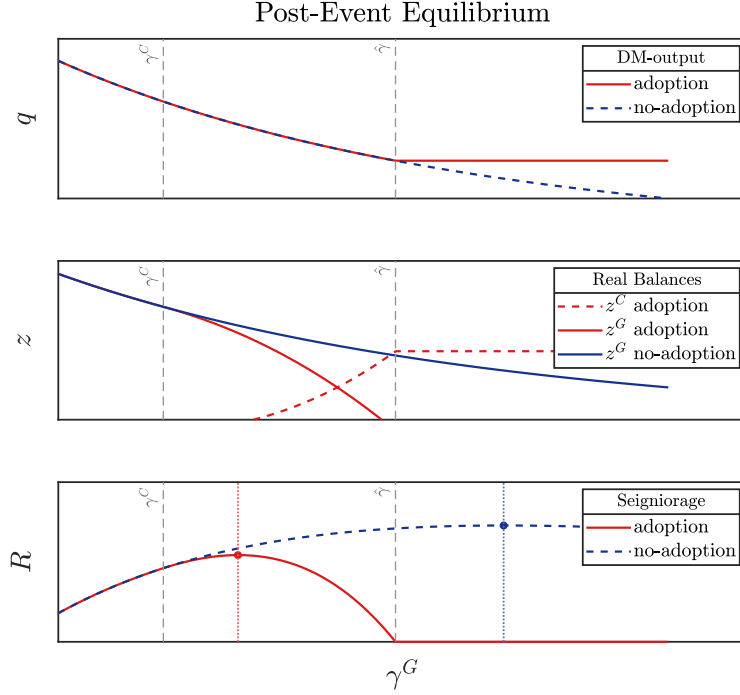 Post-Event Equilibrium
γ^C
γ̂
DM-output
adoption
no-adoption
q
γ^C
γ̂
Real Balances
z^C adoption
z^G adoption
z^G no-adoption
z
γ^C
γ̂
Seigniorage
adoption
no-adoption
R
γ^G